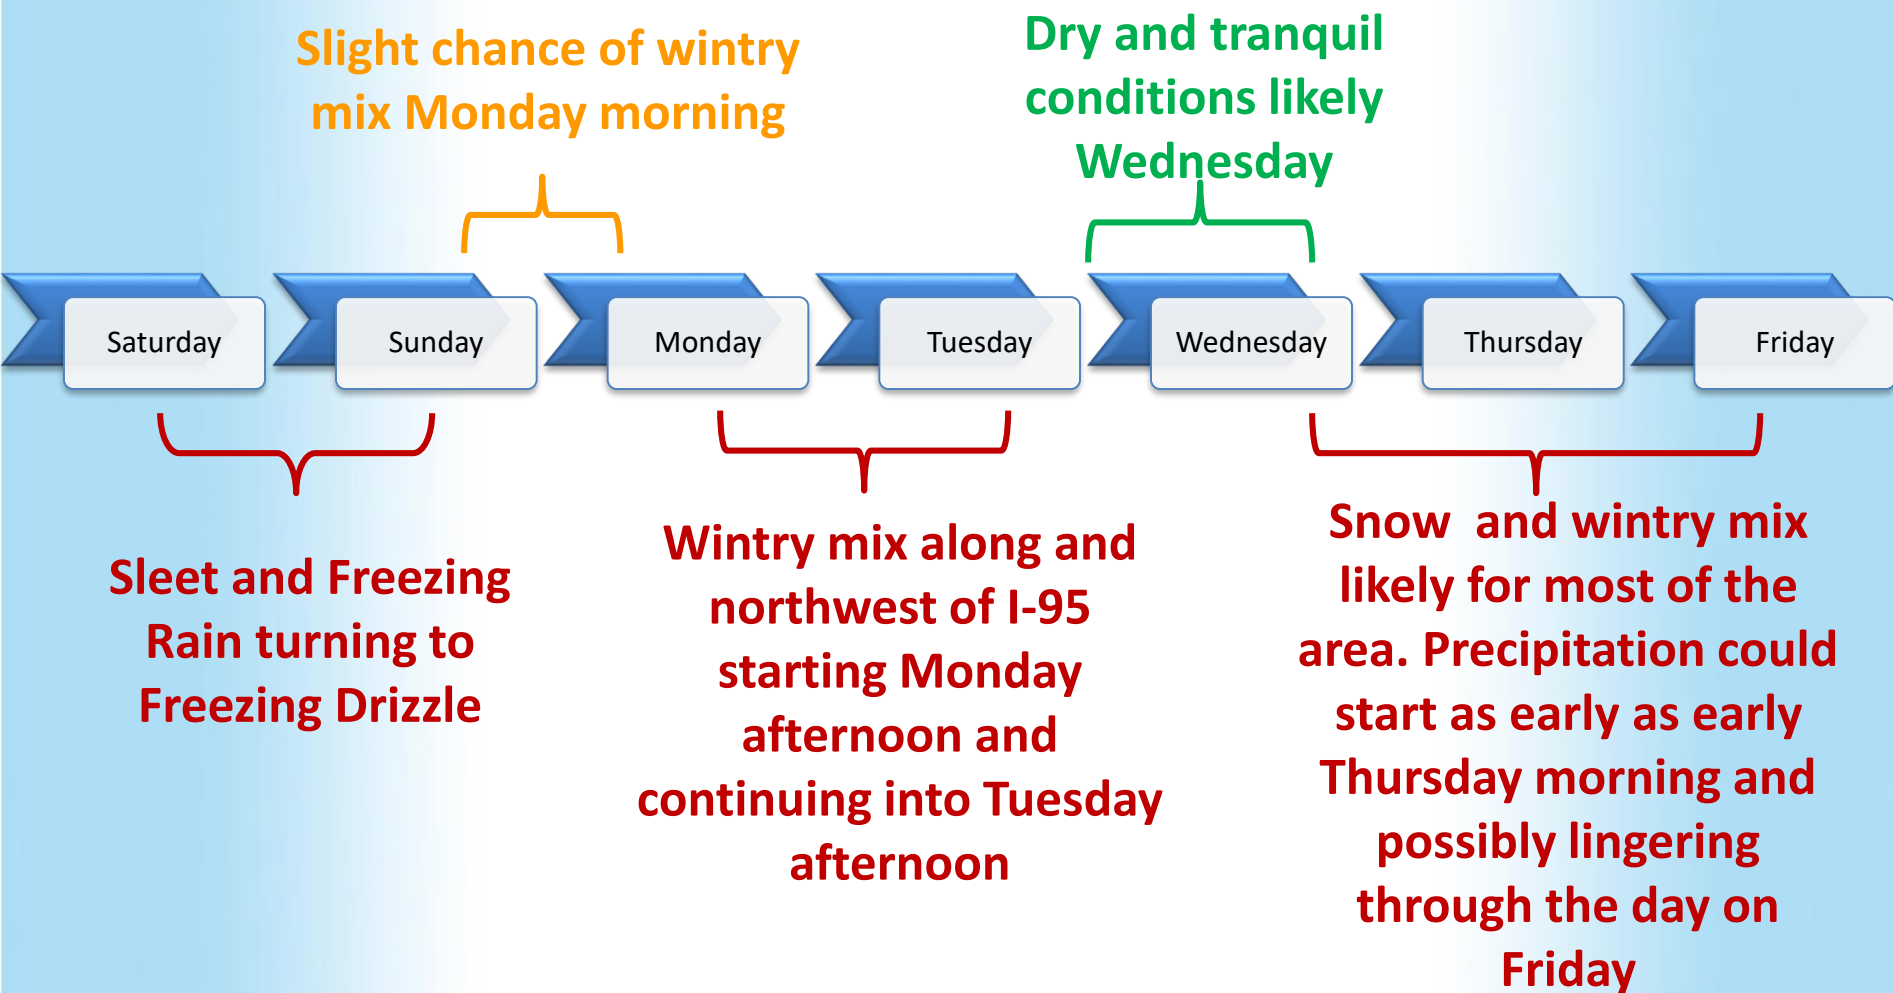 Slight chance of wintry
mix Monday morning
Dry and tranquil
conditions likely
Wednesday
Saturday
Sunday
Monday
Tuesday
Wednesday
Thursday
Friday
Sleet and Freezing
Rain turning to
Freezing Drizzle
Wintry mix along and
northwest of I-95
starting Monday
afternoon and
continuing into Tuesday
afternoon
Snow  and wintry mix
likely for most of the
area. Precipitation could
start as early as early
Thursday morning and
possibly lingering
through the day on
Friday